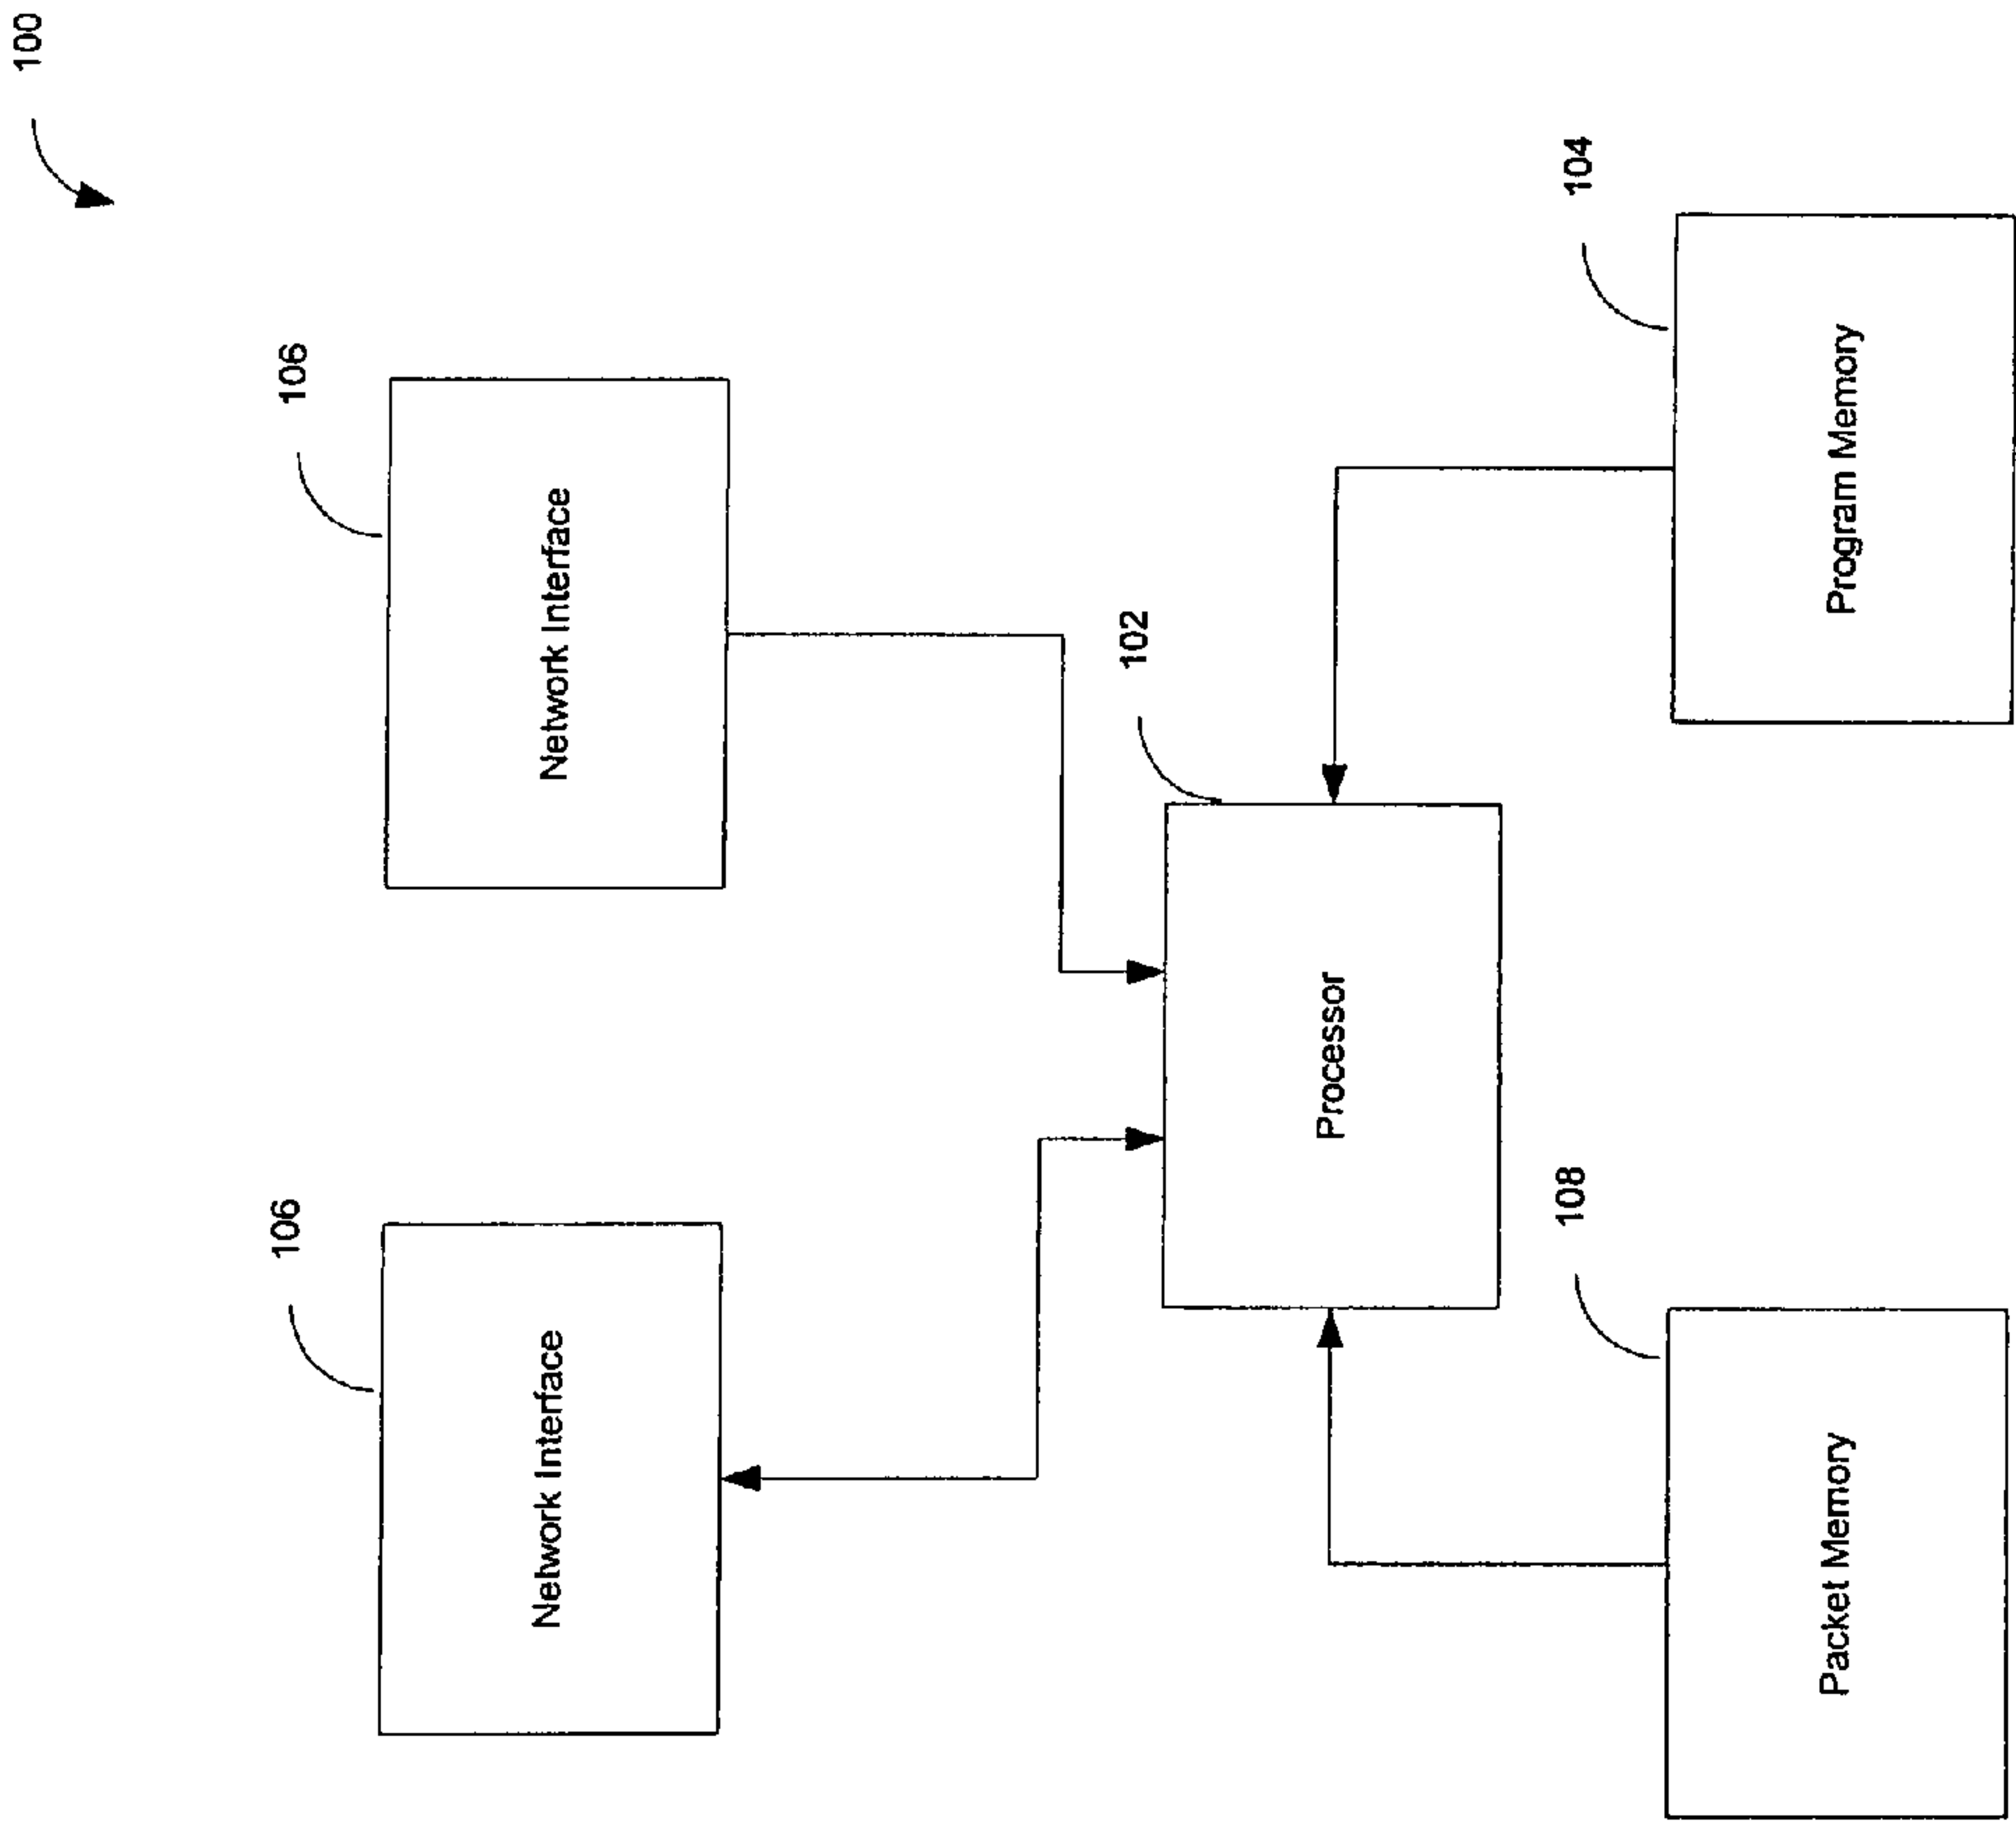 100
106
Network Interface
106
Network Interface
102
Processor
108
Packet Memory
104
Program Memory